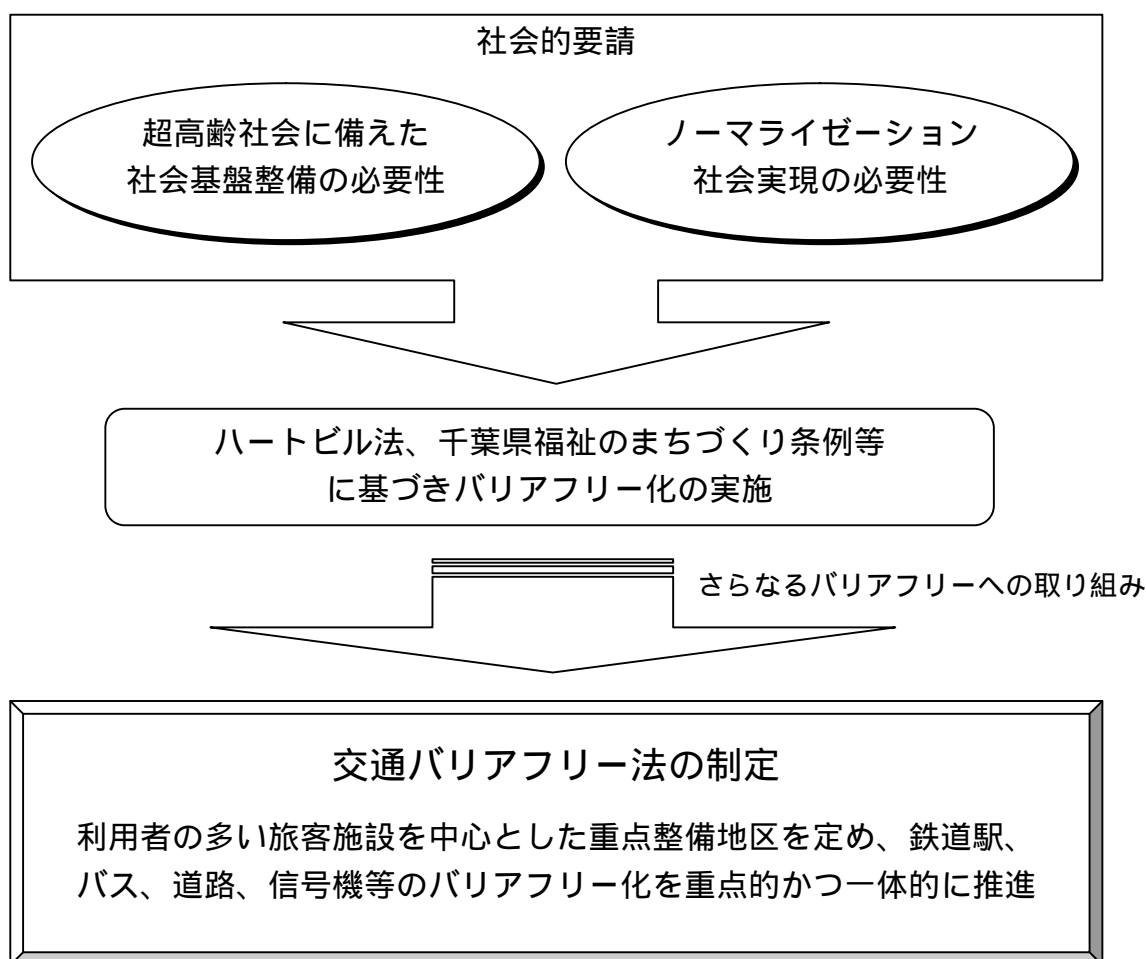 社会的要請
超高齢社会に備えた
社会基盤整備の必要性
ノーマライゼーション
社会実現の必要性
ハートビル法、千葉県福祉のまちづくり条例等
に基づきバリアフリー化の実施
さらなるバリアフリーへの取り組み
交通バリアフリー法の制定
利用者の多い旅客施設を中心とした重点整備地区を定め、鉄道駅、
バス、道路、信号機等のバリアフリー化を重点的かつ一体的に推進